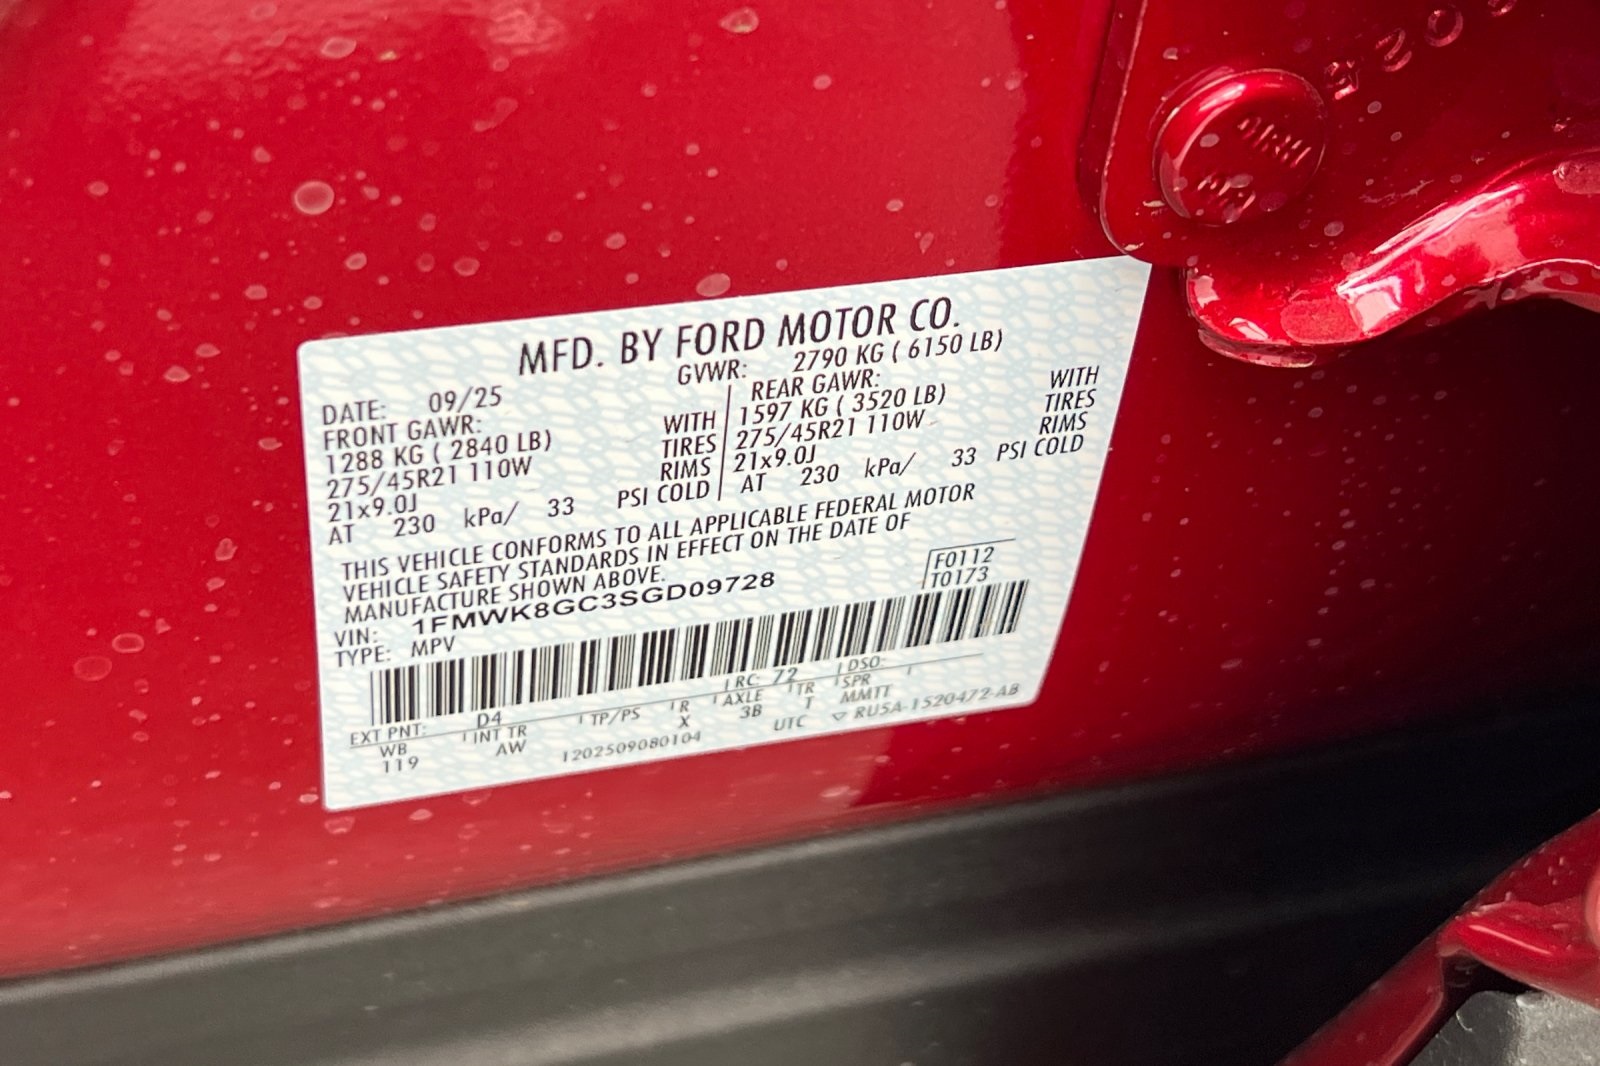 MFD. BY FORD MOTOR CO.
DATE: 09/25 GVWR: 2790 KG ( 6150 LB)
FRONT GAWR: REAR GAWR:
1288 KG ( 2840 LB) WITH 1597 KG ( 3520 LB) WITH
275/45R21 110W TIRES 275/45R21 110W TIRES
21x9.0J RIMS 21x9.0J RIMS
AT 230 kPa/ 33 PSI COLD AT 230 kPa/ 33 PSI COLD
THIS VEHICLE CONFORMS TO ALL APPLICABLE FEDERAL MOTOR
VEHICLE SAFETY STANDARDS IN EFFECT ON THE DATE OF
MANUFACTURE SHOWN ABOVE.
F0112
VIN: 1FMWK8GC3SGD09728 T0173
TYPE: MPV
EXT PNT: D4 RC: 72 DSO:
WB INT TR TP/PS R AXLE TR SPR
119 AW X 3B T MMTT
1202509080104 UTC ▽ RU5A-1520472-AB